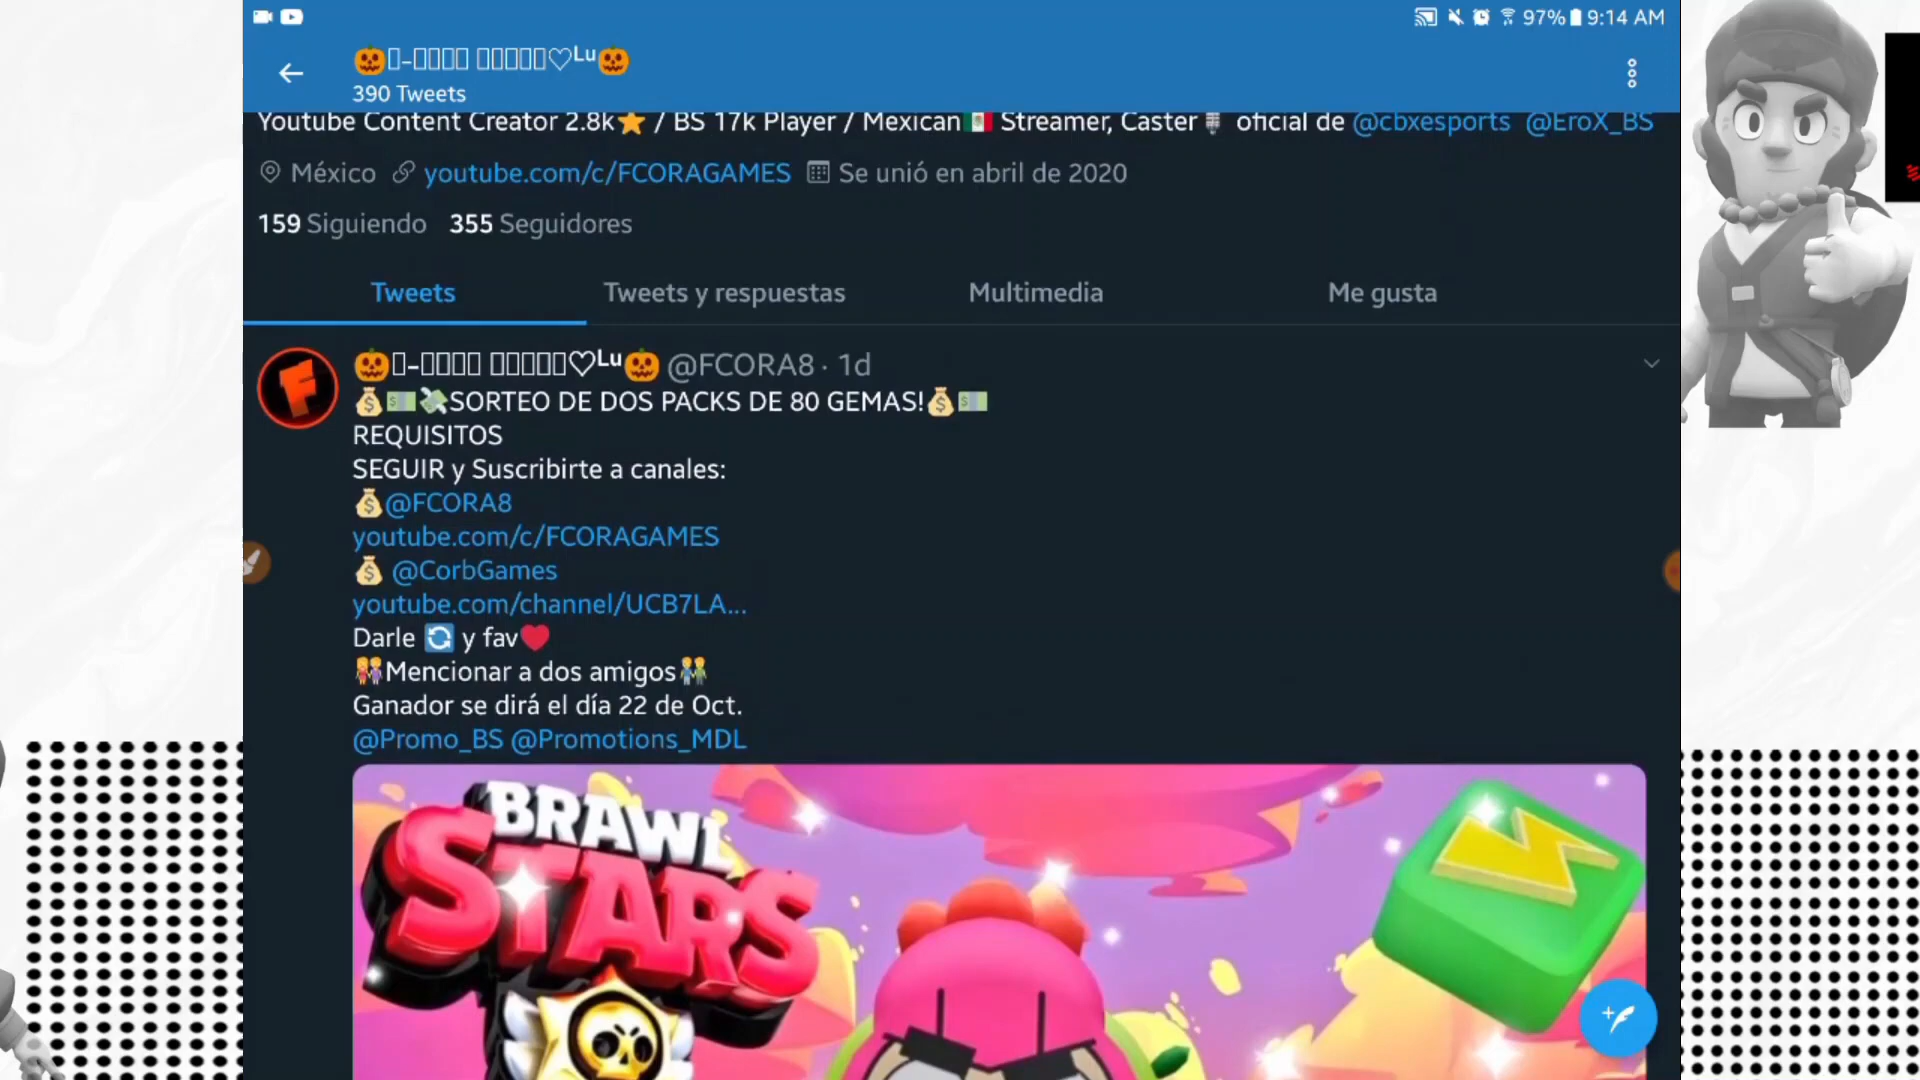 97% 9:14 AM
Lu
390 Tweets
Youtube Content Creator 2.8k⭐ / BS 17k Player / Mexican🇲🇽 Streamer, Caster🎙 oficial de @cbxesports @EroX_BS
México youtube.com/c/FCORAGAMES Se unió en abril de 2020
159 Siguiendo 355 Seguidores
Tweets Tweets y respuestas Multimedia Me gusta
Lu🎃 @FCORA8 · 1d
💰💵💸SORTEO DE DOS PACKS DE 80 GEMAS!💰💵
REQUISITOS
SEGUIR y Suscribirte a canales:
💰@FCORA8
youtube.com/c/FCORAGAMES
💰 @CorbGames
youtube.com/channel/UCB7LA...
Darle 🔄 y fav❤
👭Mencionar a dos amigos👬
Ganador se dirá el día 22 de Oct.
@Promo_BS @Promotions_MDL
BRAWL
STARS